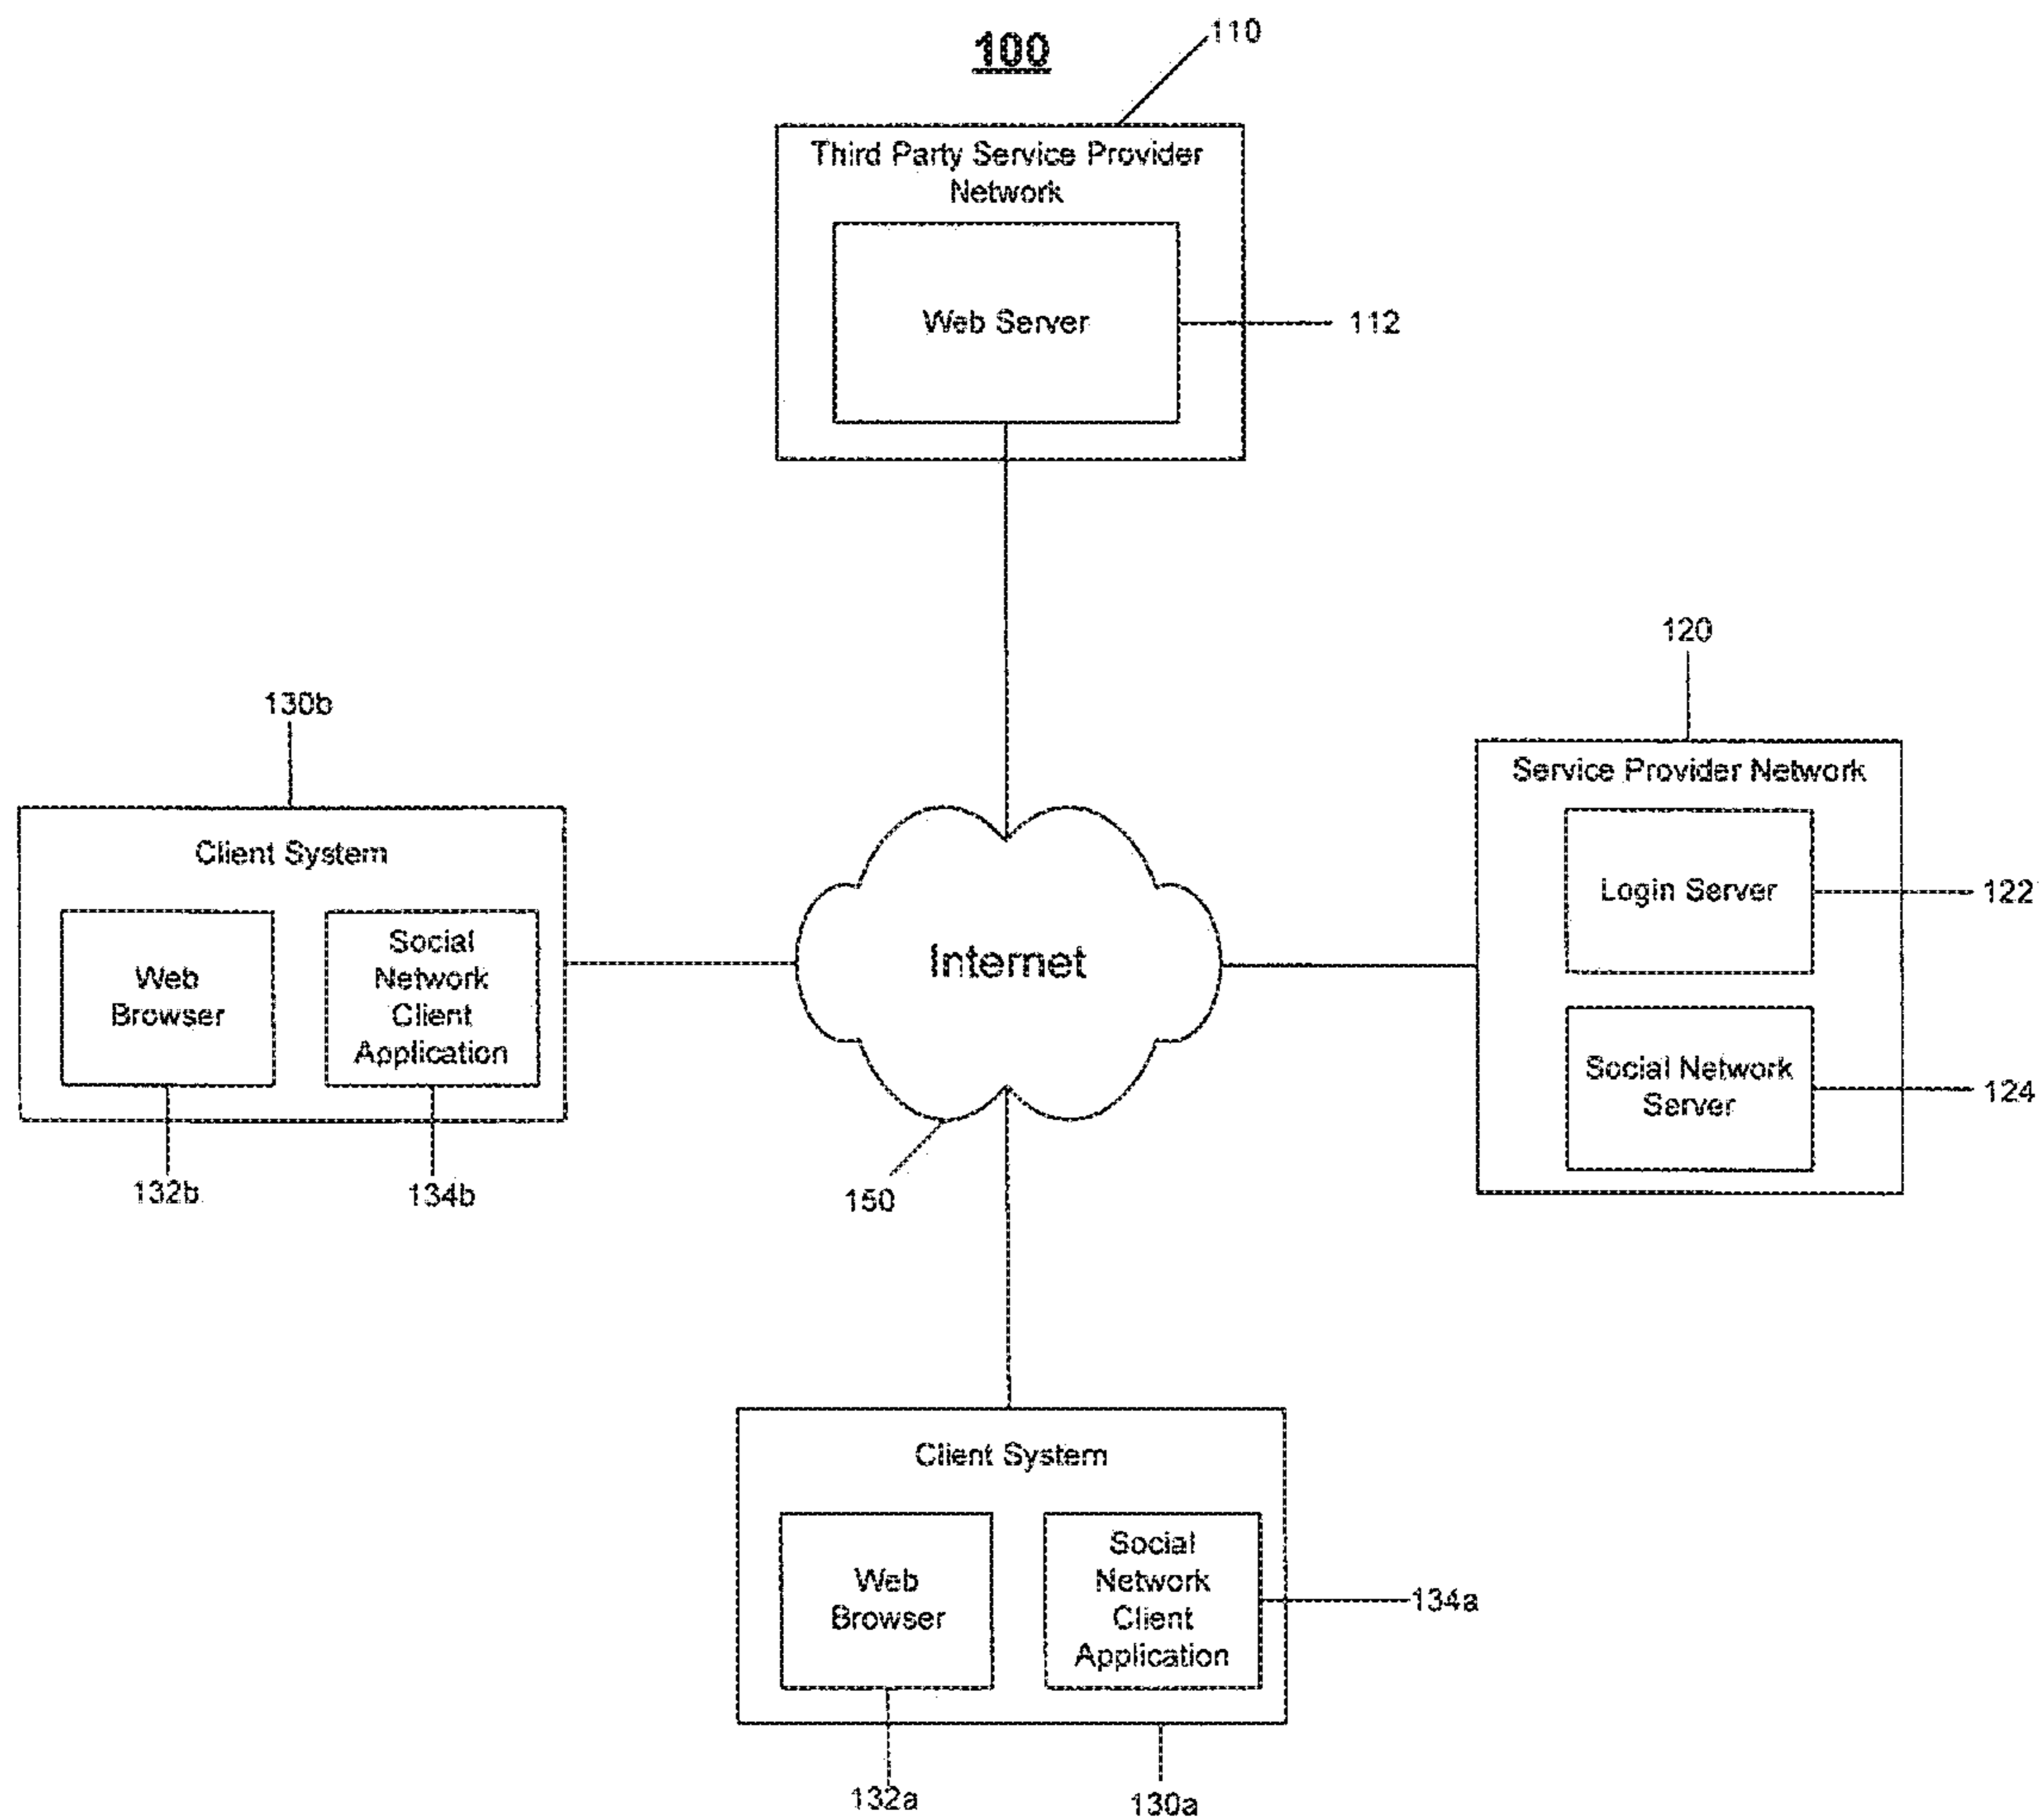 100
110
Third Party Service Provider
Network
Web Server
112
120
130b
Service Provider Network
Client System
Login Server
122
Social
Network
Client
Application
Web
Browser
Internet
Social Network
Server
124
132b
134b
150
Client System
Web
Browser
Social
Network
Client
Application
134a
132a
130a